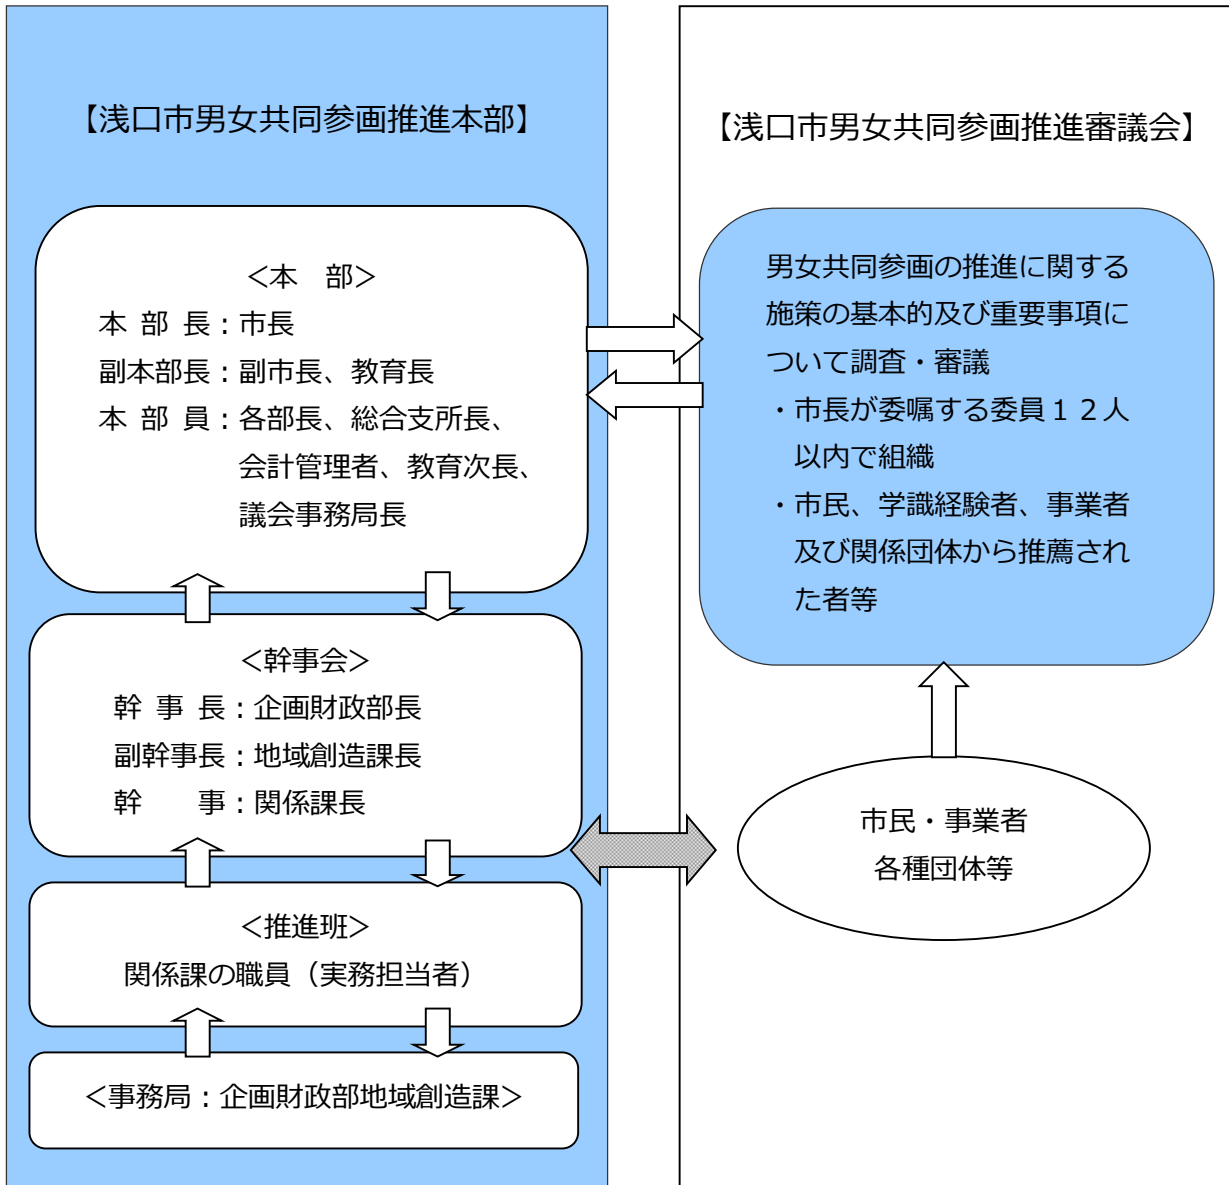 【浅口市男女共同参画推進本部】
＜本　部＞
本 部 長：市長
副本部長：副市長、教育長
本 部 員：各部長、総合支所長、
会計管理者、教育次長、
議会事務局長
＜幹事会＞
幹 事 長：企画財政部長
副幹事長：地域創造課長
幹　　事：関係課長
＜推進班＞
関係課の職員（実務担当者）
＜事務局：企画財政部地域創造課＞
【浅口市男女共同参画推進審議会】
男女共同参画の推進に関する
施策の基本的及び重要事項に
ついて調査・審議
・市長が委嘱する委員１２人
以内で組織
・市民、学識経験者、事業者
及び関係団体から推薦され
た者等
市民・事業者
各種団体等